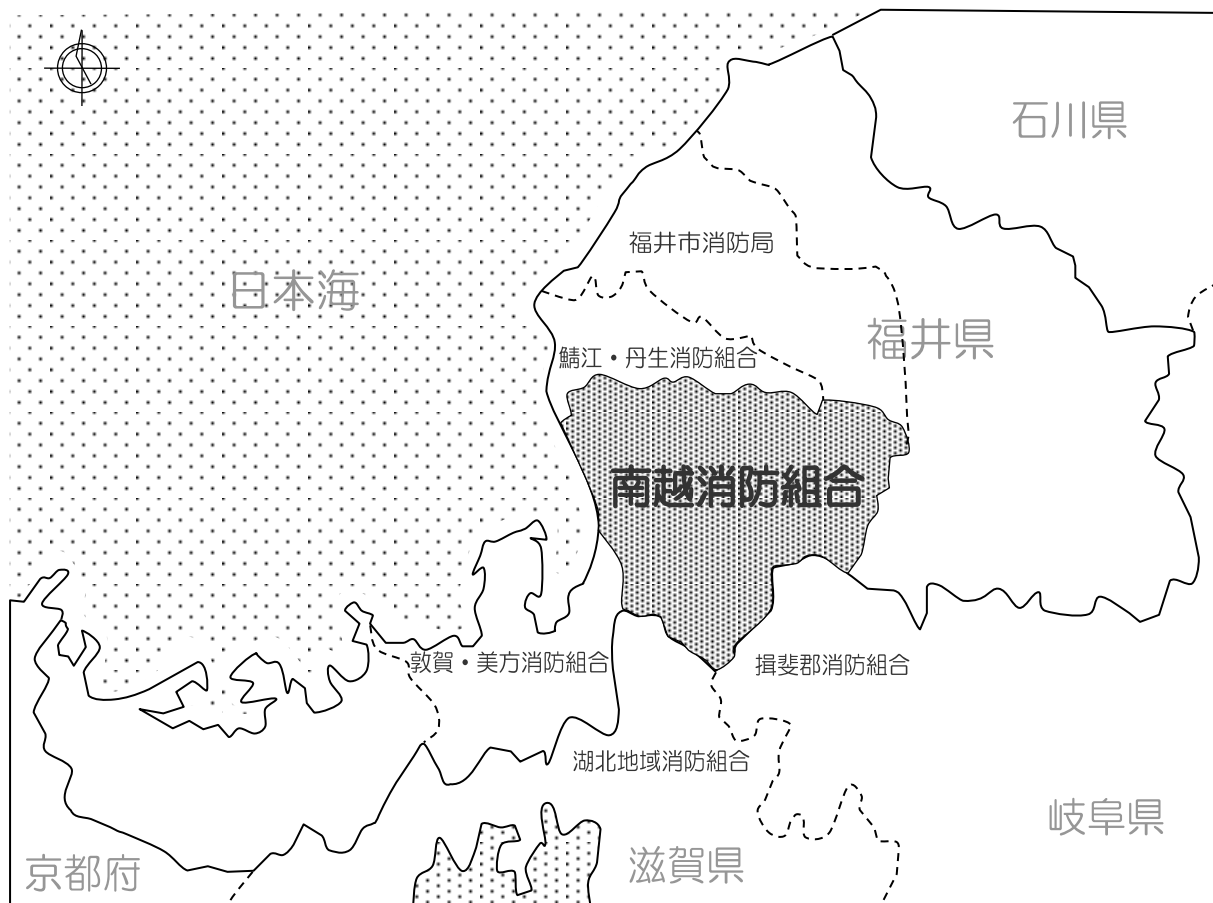 石川県
福井市消防局
日本海
福井県
鯖江・丹生消防組合
南越消防組合
敦賀・美方消防組合
揖斐郡消防組合
湖北地域消防組合
岐阜県
滋賀県
京都府